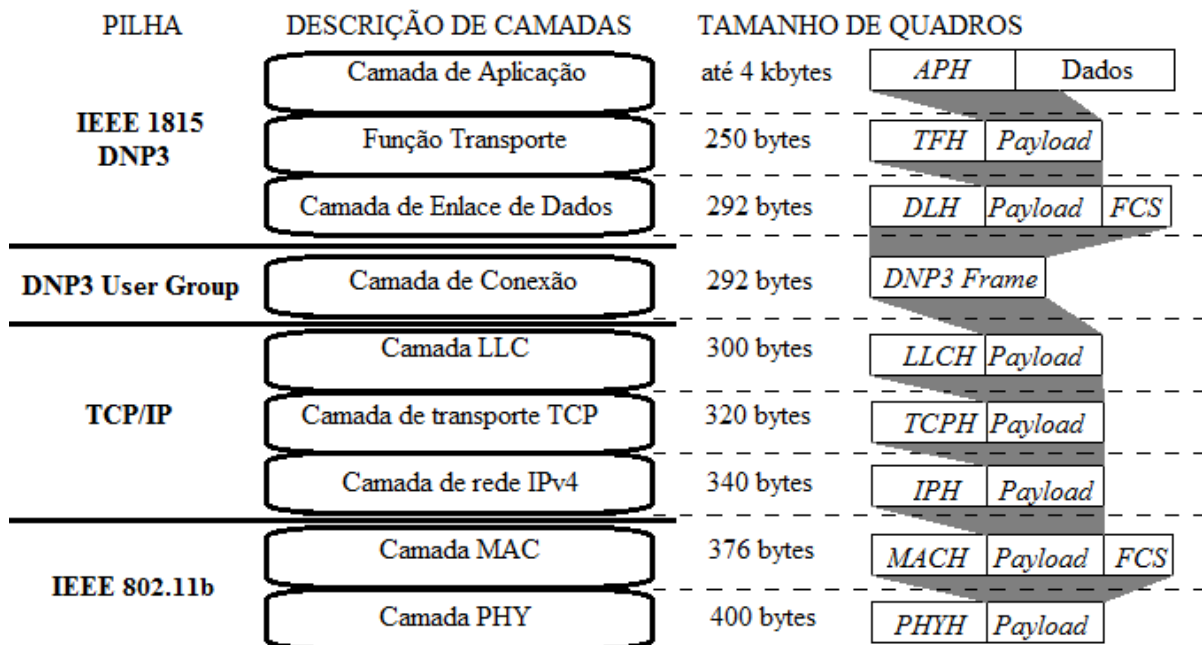 PILHA DESCRIÇÃO DE CAMADAS TAMANHO DE QUADROS
Camada de Aplicação até 4 kbytes APH Dados
IEEE 1815
DNP3
Função Transporte 250 bytes TFH Payload
Camada de Enlace de Dados 292 bytes DLH Payload FCS
DNP3 User Group Camada de Conexão 292 bytes DNP3 Frame
Camada LLC 300 bytes LLCH Payload
TCP/IP Camada de transporte TCP 320 bytes TCPH Payload
Camada de rede IPv4 340 bytes IPH Payload
Camada MAC 376 bytes MACH Payload FCS
IEEE 802.11b
Camada PHY 400 bytes PHYH Payload